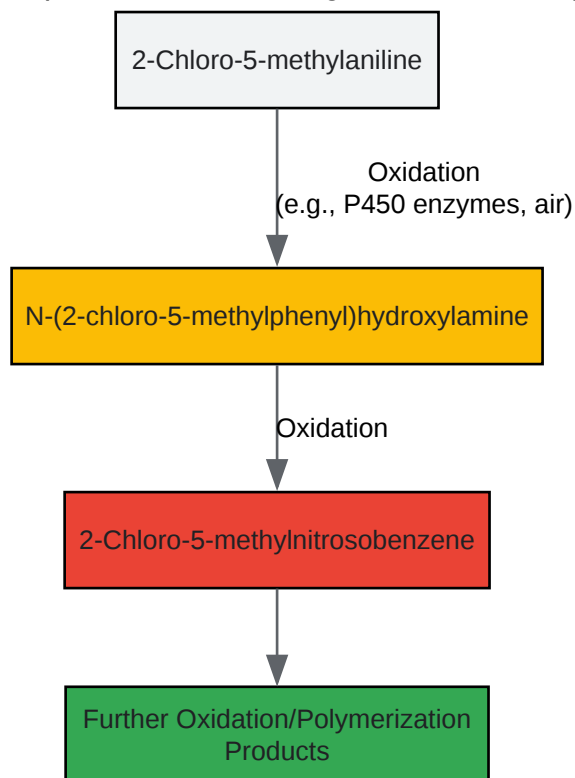 2-Chloro-5-methylaniline
Oxidation
(e.g., P450 enzymes, air)
N-(2-chloro-5-methylphenyl)hydroxylamine
Oxidation
2-Chloro-5-methylnitrosobenzene
Further Oxidation/Polymerization
Products